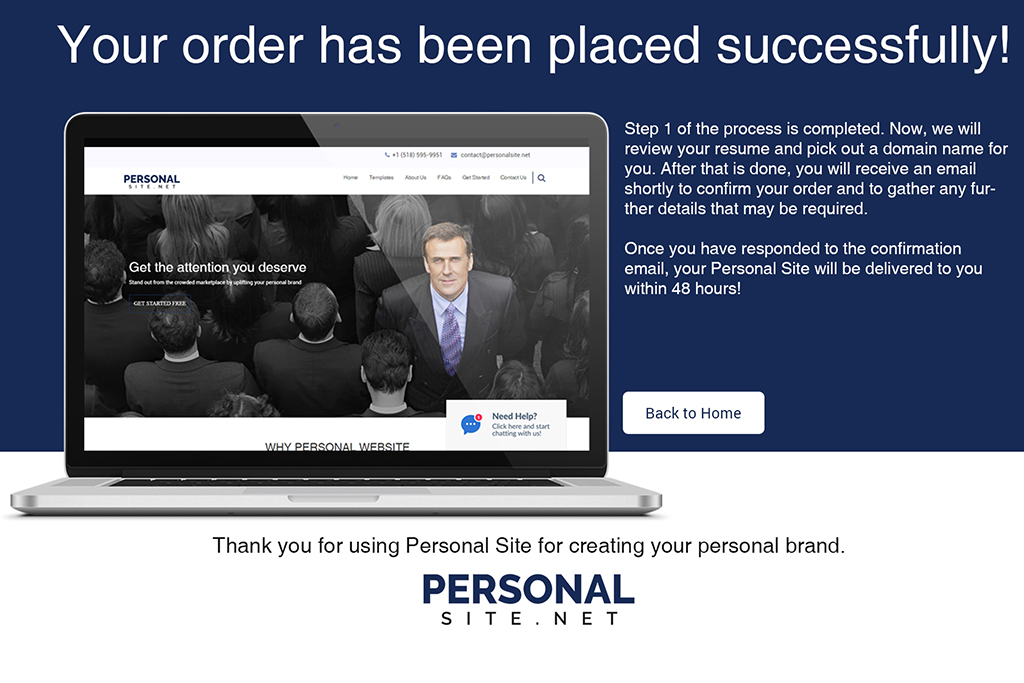 Your order has been placed successfully!
+1 (518) 595-9951 contact@personalsite.net
PERSONAL
SITE.NET
Home Templates About Us FAQs Get Started Contact Us
Get the attention you deserve
Stand out from the crowded marketplace by uplifting your personal brand
GET STARTED FREE
Need Help?
Click here and start
chatting with us!
WHY PERSONAL WEBSITE
Step 1 of the process is completed. Now, we will
review your resume and pick out a domain name for
you. After that is done, you will receive an email
shortly to confirm your order and to gather any fur-
ther details that may be required.
Once you have responded to the confirmation
email, your Personal Site will be delivered to you
within 48 hours!
Back to Home
Thank you for using Personal Site for creating your personal brand.
PERSONAL
SITE.NET